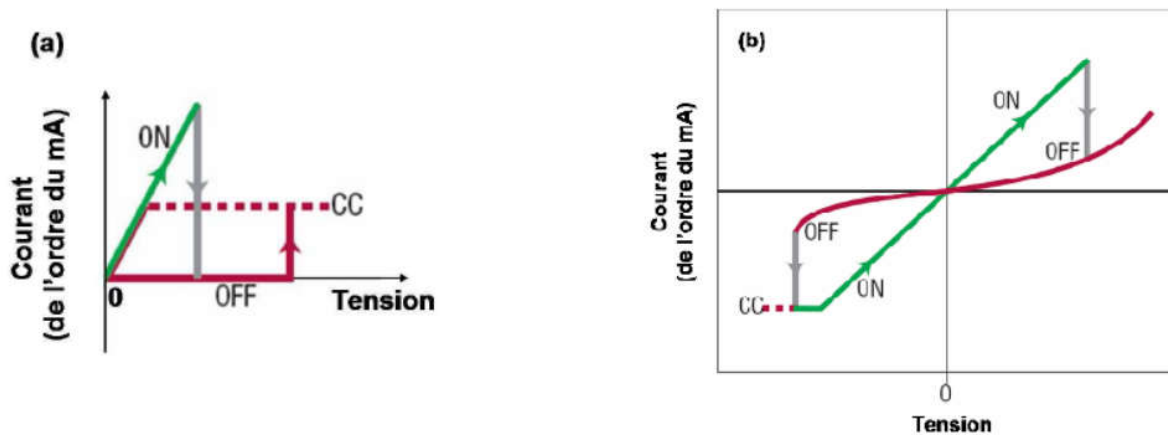 (a)
Courant
(de l'ordre du mA)
ON
CC
0
OFF
Tension
(b)
Courant
(de l'ordre du mA)
ON
OFF
OFF
ON
CC
0
Tension